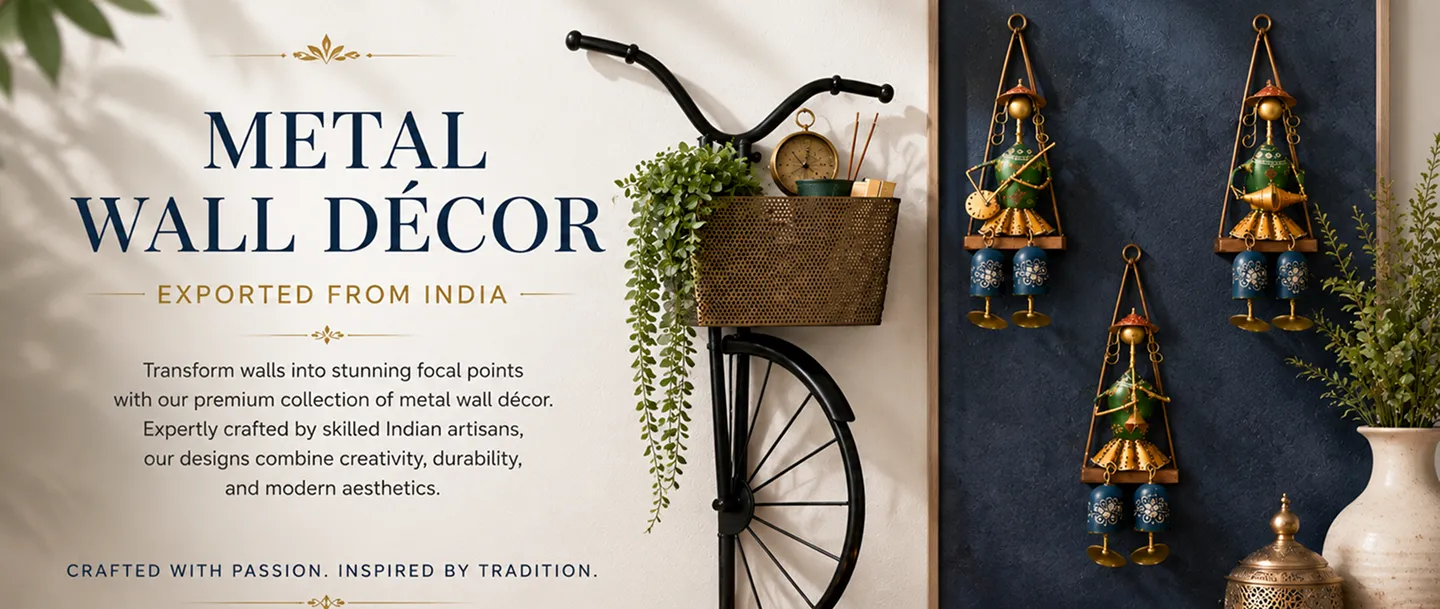 METAL
WALL DÉCOR
EXPORTED FROM INDIA
Transform walls into stunning focal points
with our premium collection of metal wall décor.
Expertly crafted by skilled Indian artisans,
our designs combine creativity, durability,
and modern aesthetics.
CRAFTED WITH PASSION. INSPIRED BY TRADITION.